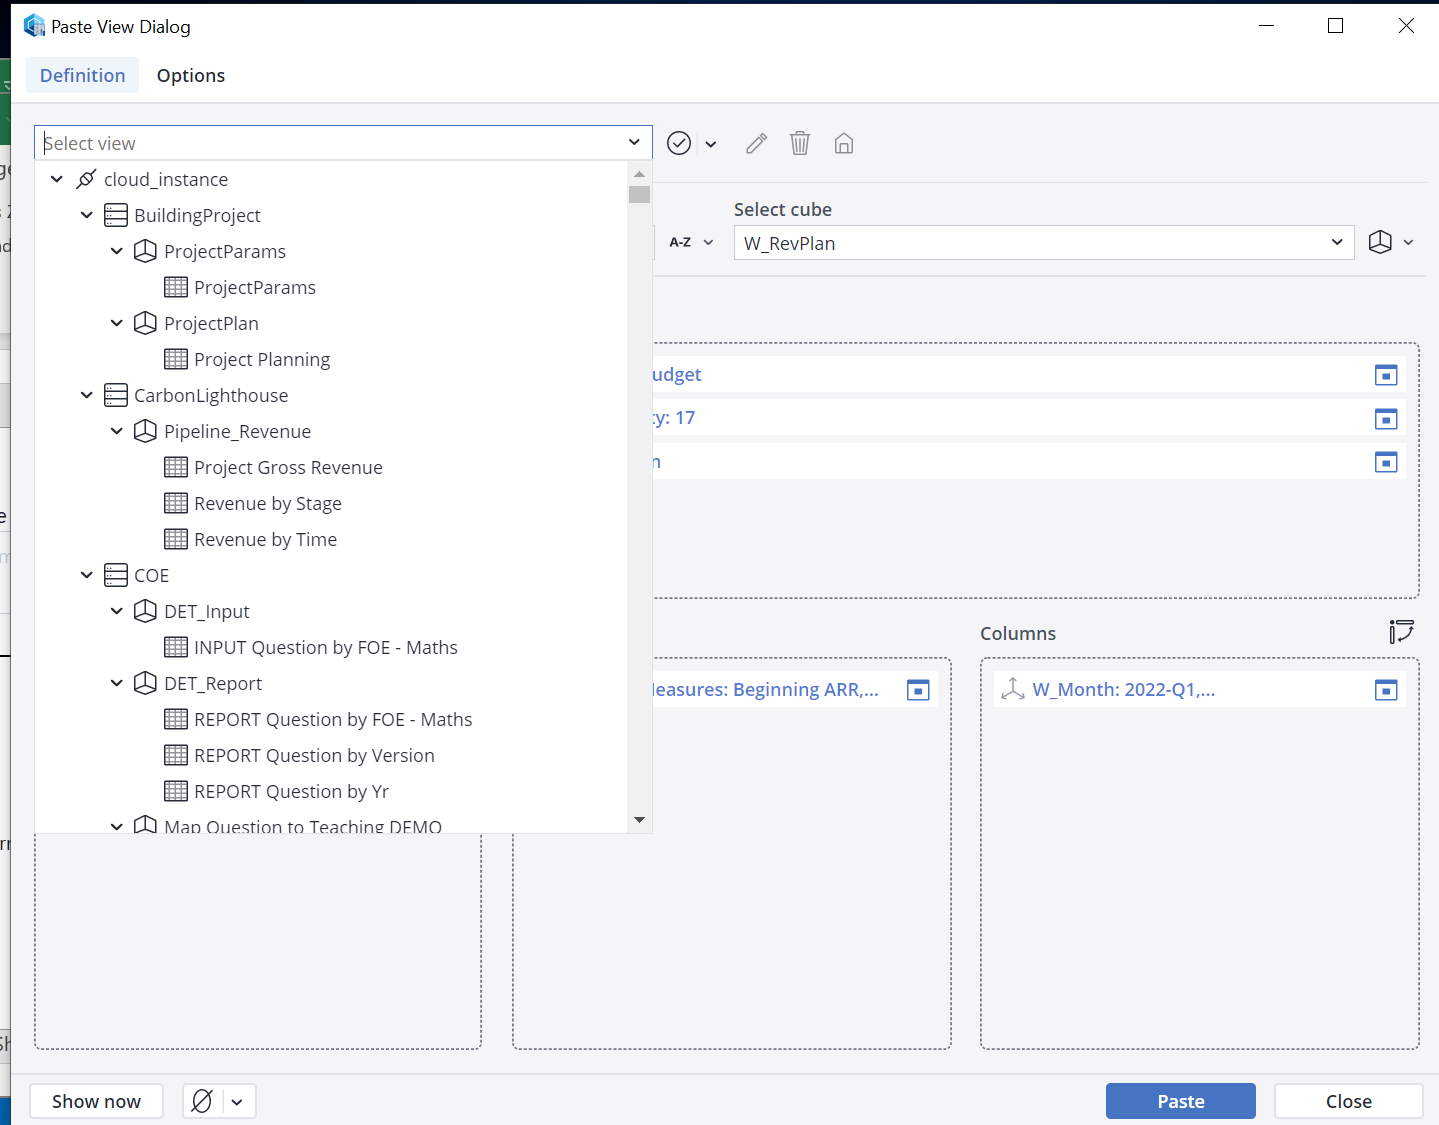 Paste View Dialog
Definition
Options
Select view
cloud_instance
BuildingProject
ProjectParams
ProjectParams
ProjectPlan
Project Planning
CarbonLighthouse
Pipeline_Revenue
Project Gross Revenue
Revenue by Stage
Revenue by Time
COE
DET_Input
INPUT Question by FOE - Maths
DET_Report
REPORT Question by FOE - Maths
REPORT Question by Version
REPORT Question by Yr
Map Question to Teaching DEMO
A-Z
Select cube
W_RevPlan
udget
ty: 17
n
easures: Beginning ARR,...
Columns
W_Month: 2022-Q1,...
Show now
Paste
Close